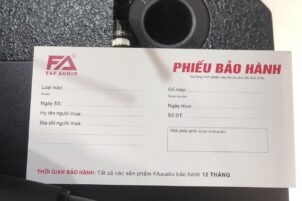 FA
FAF AUDIO
PHIẾU BẢO HÀNH
Loại máy:
Số máy:
Ngày SX:
Ngày mua:
Họ tên người mua:
Số ĐT:
Địa chỉ người mua:
Nhà phân phối:
THỜI GIAN BẢO HÀNH: Tất cả các sản phẩm FAaudio bảo hành 12 THÁNG